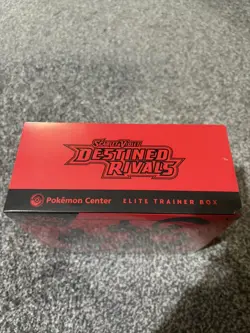 Scarlet & Violet
DESTINED
RIVALS
Pokémon Center ELITE TRAINER BOX